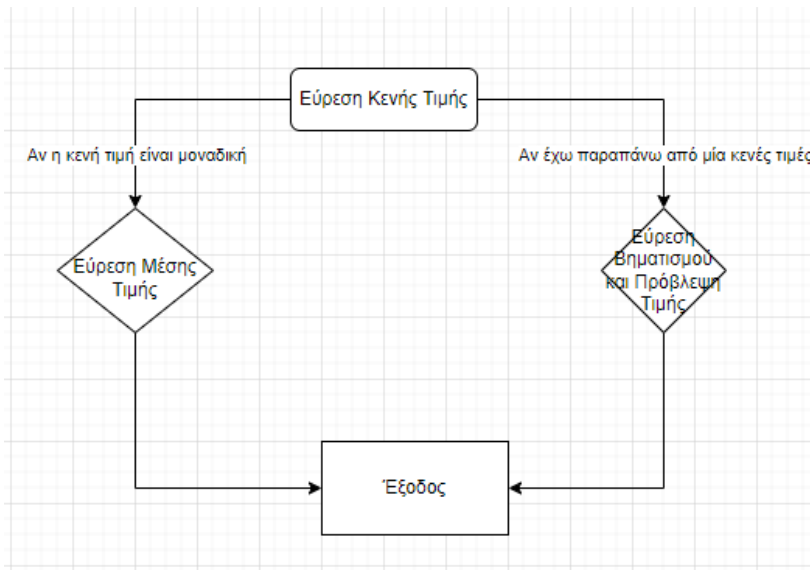 Εύρεση Κενής Τιμής
Αν η κενή τιμή είναι μοναδική
Αν έχω παραπάνω από μία κενές τιμές
Εύρεση Μέσης
Τιμής
Εύρεση
Βηματισμού
και Πρόβλεψη
Τιμής
Έξοδος